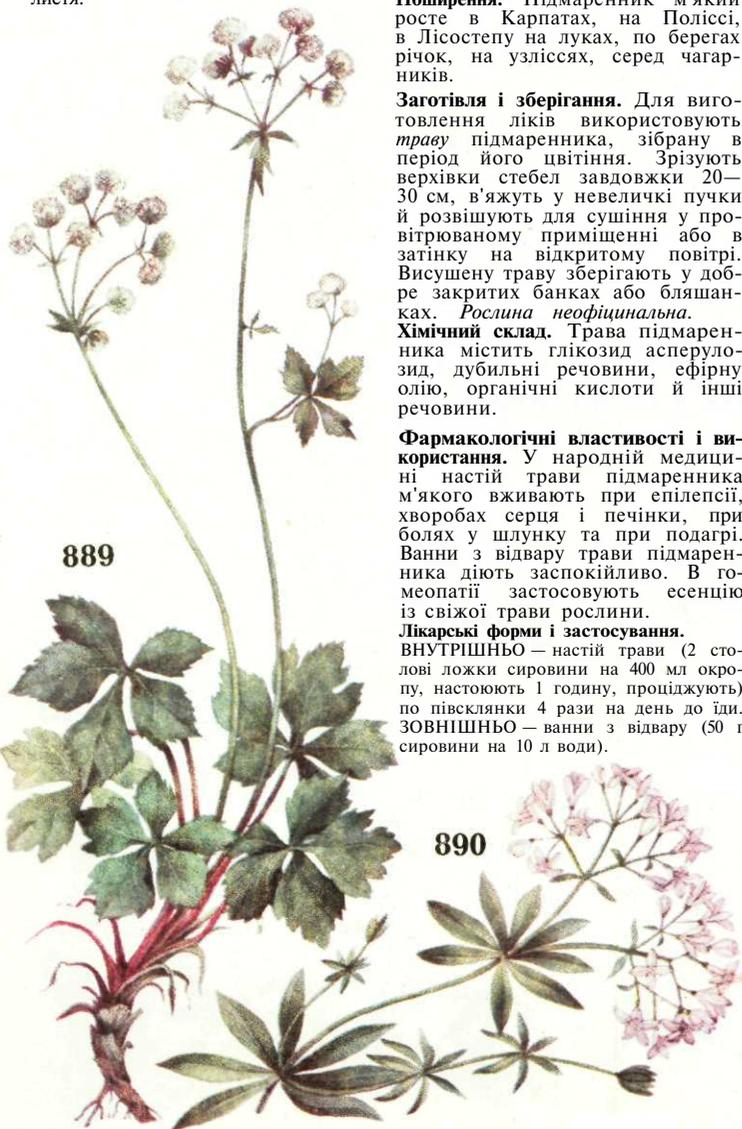 листя.
Поширення. Підмаренник м'який
росте в Карпатах, на Поліссі,
в Лісостепу на луках, по берегах
річок, на узліссях, серед чагар-
ників.
Заготівля і зберігання. Для виго-
товлення ліків використовують
траву підмаренника, зібрану в
період його цвітіння. Зрізують
верхівки стебел завдовжки 20—
30 см, в'яжуть у невеличкі пучки
й розвішують для сушіння у про-
вітрюваному приміщенні або в
затінку на відкритому повітрі.
Висушену траву зберігають у доб-
ре закритих банках або бляшан-
ках. Рослина неофіцинальна.
Хімічний склад. Трава підмарен-
ника містить глікозид асперуло-
зид, дубильні речовини, ефірну
олію, органічні кислоти й інші
речовини.
Фармакологічні властивості і ви-
користання. У народній медици-
ні настій трави підмаренника
м'якого вживають при епілепсії,
хворобах серця і печінки, при
болях у шлунку та при подагрі.
Ванни з відвару трави підмарен-
ника діють заспокійливо. В го-
меопатії застосовують есенцію
із свіжої трави рослини.
Лікарські форми і застосування.
ВНУТРІШНЬО — настій трави (2 сто-
лові ложки сировини на 400 мл окро-
пу, настоюють 1 годину, проціджують)
по півсклянки 4 рази на день до їди.
ЗОВНІШНЬО — ванни з відвару (50 г
сировини на 10 л води).
889
890